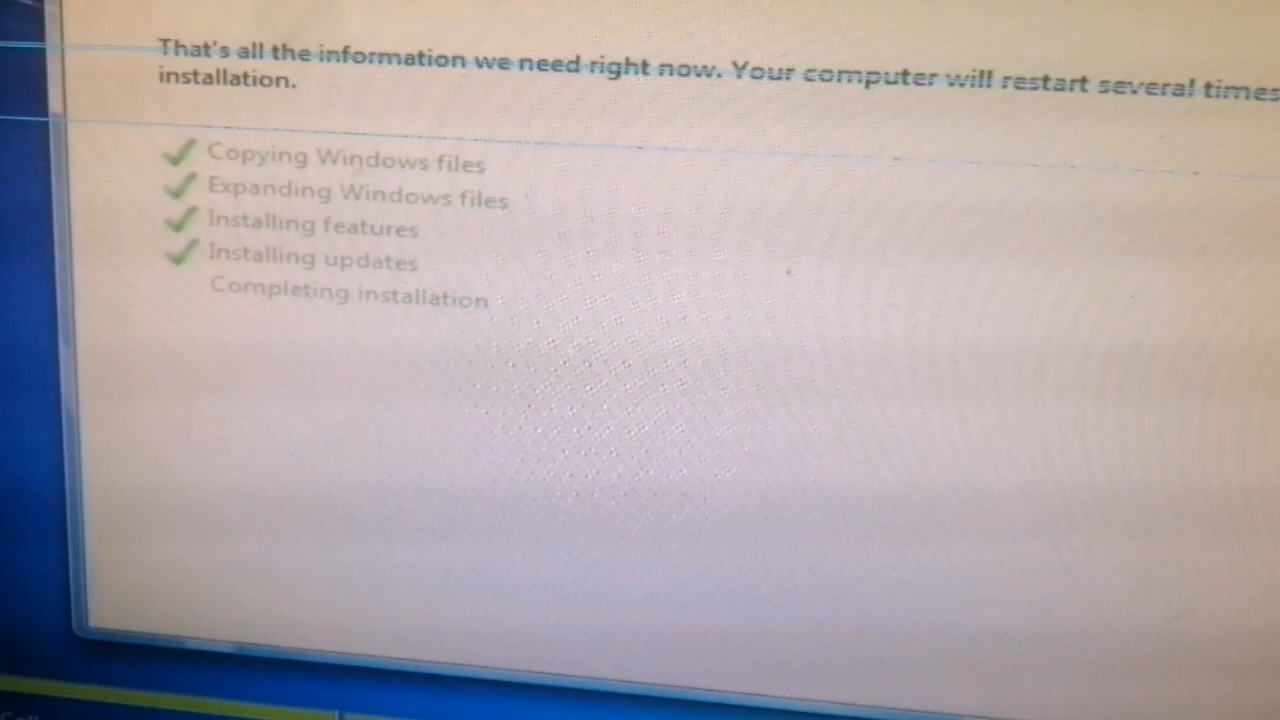 That's all the information we need right now. Your computer will restart several times
installation.
Copying Windows files
Expanding Windows files
Installing features
Installing updates
Completing installation